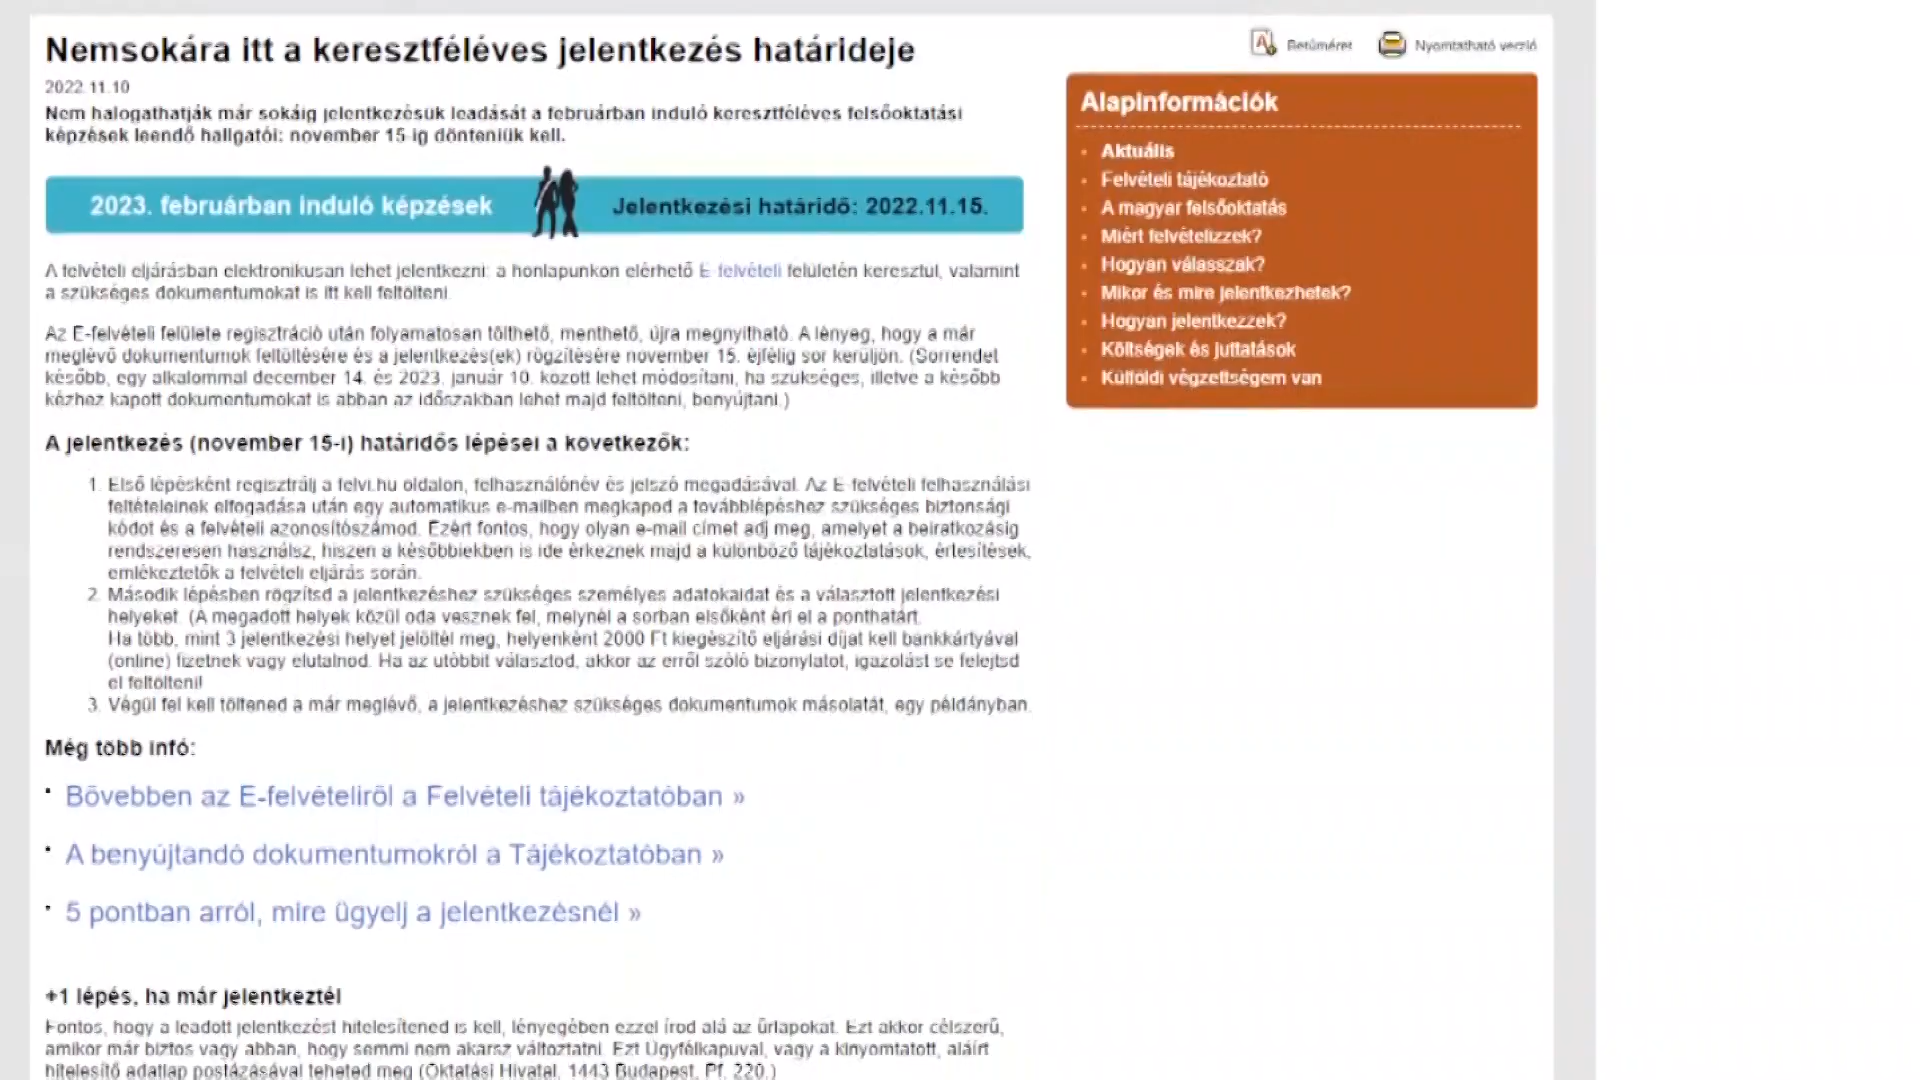 Nemsokára itt a keresztféléves jelentkezés határideje
2022.11.10
Nem halogathatják már sokáig jelentkezésük leadását a februárban induló keresztféléves felsőoktatási
képzések leendő hallgatói: november 15-ig dönteniük kell.
2023. februárban induló képzések
Jelentkezési határidő: 2022.11.15.
A felvételi eljárásban elektronikusan lehet jelentkezni: a honlapunkon elérhető E-felvételi felületén keresztül, valamint
a szükséges dokumentumokat is itt kell feltölteni.
Az E-felvételi felülete regisztráció után folyamatosan tölthető, menthető, újra megnyitható. A lényeg, hogy a már
meglévő dokumentumok feltöltésére és a jelentkezés(ek) rögzítésére november 15. éjfélig sor kerüljön. (Sorrendet
később, egy alkalommal december 14. és 2023. január 10. között lehet módosítani, ha szükséges, illetve a később
kézhez kapott dokumentumokat is abban az időszakban lehet majd feltölteni, benyújtani.)
A jelentkezés (november 15-i) határidős lépései a következők:
1. Első lépésként regisztrálj a felvi.hu oldalon, felhasználónév és jelszó megadásával. Az E-felvételi felhasználási
feltételeinek elfogadása után egy automatikus e-mailben megkapod a továbblépéshez szükséges biztonsági
kódot és a felvételi azonosítószámod. Ezért fontos, hogy olyan e-mail címet adj meg, amelyet a beiratkozásig
rendszeresen használsz, hiszen a későbbiekben is ide érkeznek majd a különböző tájékoztatások, értesítések,
emlékeztetők a felvételi eljárás során.
2. Második lépésben rögzítsd a jelentkezéshez szükséges személyes adatokaidat és a választott jelentkezési
helyeket. (A megadott helyek közül oda vesznek fel, melynél a sorban elsőként éri el a ponthatárt.
Ha több, mint 3 jelentkezési helyet jelöltél meg, helyenként 2000 Ft kiegészítő eljárási díjat kell bankkártyával
(online) fizetnek vagy elutalnod. Ha az utóbbit választod, akkor az erről szóló bizonylatot, igazolást se felejtsd
el feltölteni!
3. Végül fel kell töltened a már meglévő, a jelentkezéshez szükséges dokumentumok másolatát, egy példányban.
Még több infó:
Bővebben az E-felvételiről a Felvételi tájékoztatóban »
A benyújtandó dokumentumokról a Tájékoztatóban »
5 pontban arról, mire ügyelj a jelentkezésnél »
+1 lépés, ha már jelentkeztél
Fontos, hogy a leadott jelentkezést hitelesítened is kell, lényegében ezzel írod alá az űrlapokat. Ezt akkor célszerű,
amikor már biztos vagy abban, hogy semmi nem akarsz változtatni. Ezt Ügyfélkapuval, vagy a kinyomtatott, aláírt
hitelesítő adatlap postázásával teheted meg (Oktatási Hivatal, 1443 Budapest, Pf. 220.)
Betűméret
Nyomtatható verzió
Alapinformációk
Aktuális
Felvételi tájékoztató
A magyar felsőoktatás
Miért felvételizzek?
Hogyan válasszak?
Mikor és mire jelentkezhetek?
Hogyan jelentkezzek?
Költségek és juttatások
Külföldi végzettségem van